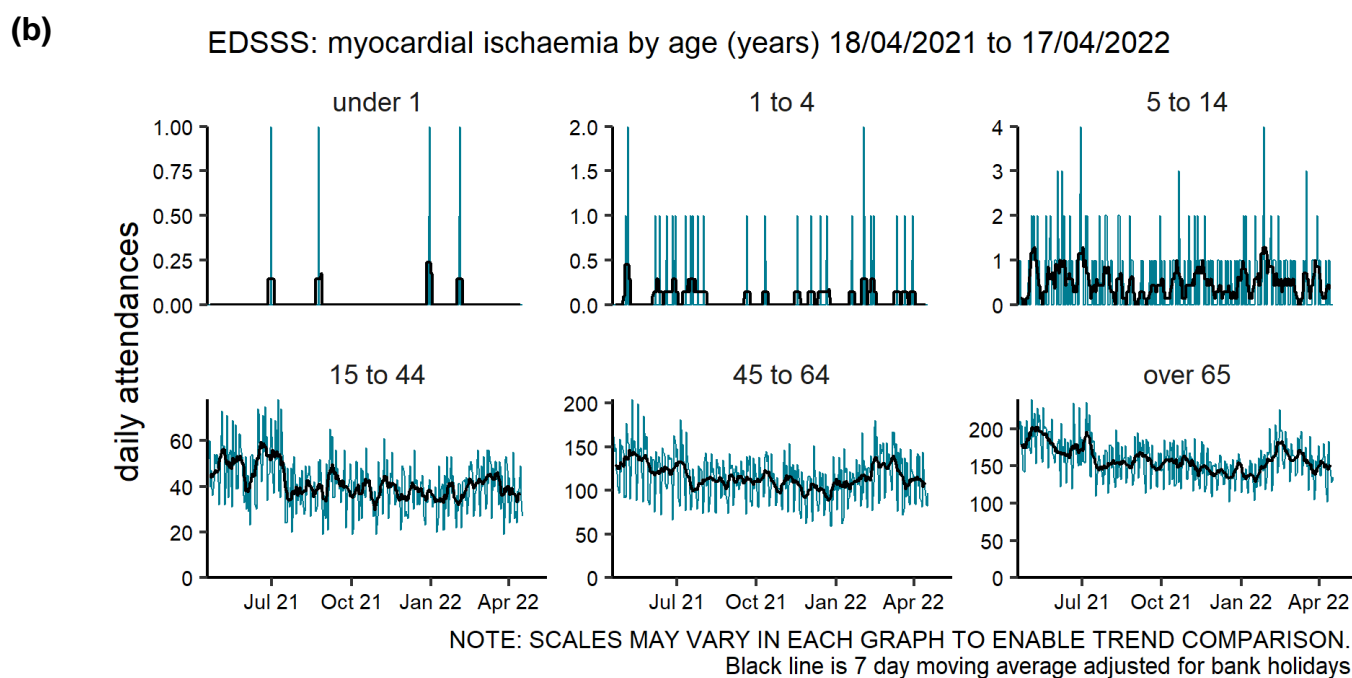 (b)
EDSSS: myocardial ischaemia by age (years) 18/04/2021 to 17/04/2022
daily attendances
under 1
1.00
0.75
0.50
0.25
0.00
1 to 4
2.0
1.5
1.0
0.5
0.0
5 to 14
4
3
2
1
0
15 to 44
60
40
20
0
Jul 21 Oct 21 Jan 22 Apr 22
45 to 64
200
150
100
50
0
Jul 21 Oct 21 Jan 22 Apr 22
over 65
200
150
100
50
0
Jul 21 Oct 21 Jan 22 Apr 22
NOTE: SCALES MAY VARY IN EACH GRAPH TO ENABLE TREND COMPARISON.
Black line is 7 day moving average adjusted for bank holidays